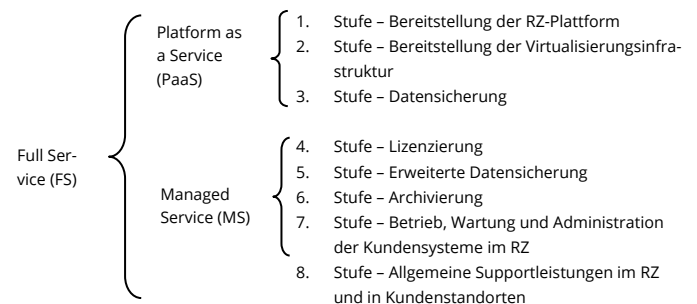 Full Ser-
vice (FS)
Platform as
a Service
(PaaS)
1. Stufe – Bereitstellung der RZ-Plattform
2. Stufe – Bereitstellung der Virtualisierungsinfra-
struktur
3. Stufe – Datensicherung
Managed
Service (MS)
4. Stufe – Lizenzierung
5. Stufe – Erweiterte Datensicherung
6. Stufe – Archivierung
7. Stufe – Betrieb, Wartung und Administration
der Kundensysteme im RZ
8. Stufe – Allgemeine Supportleistungen im RZ
und in Kundenstandorten